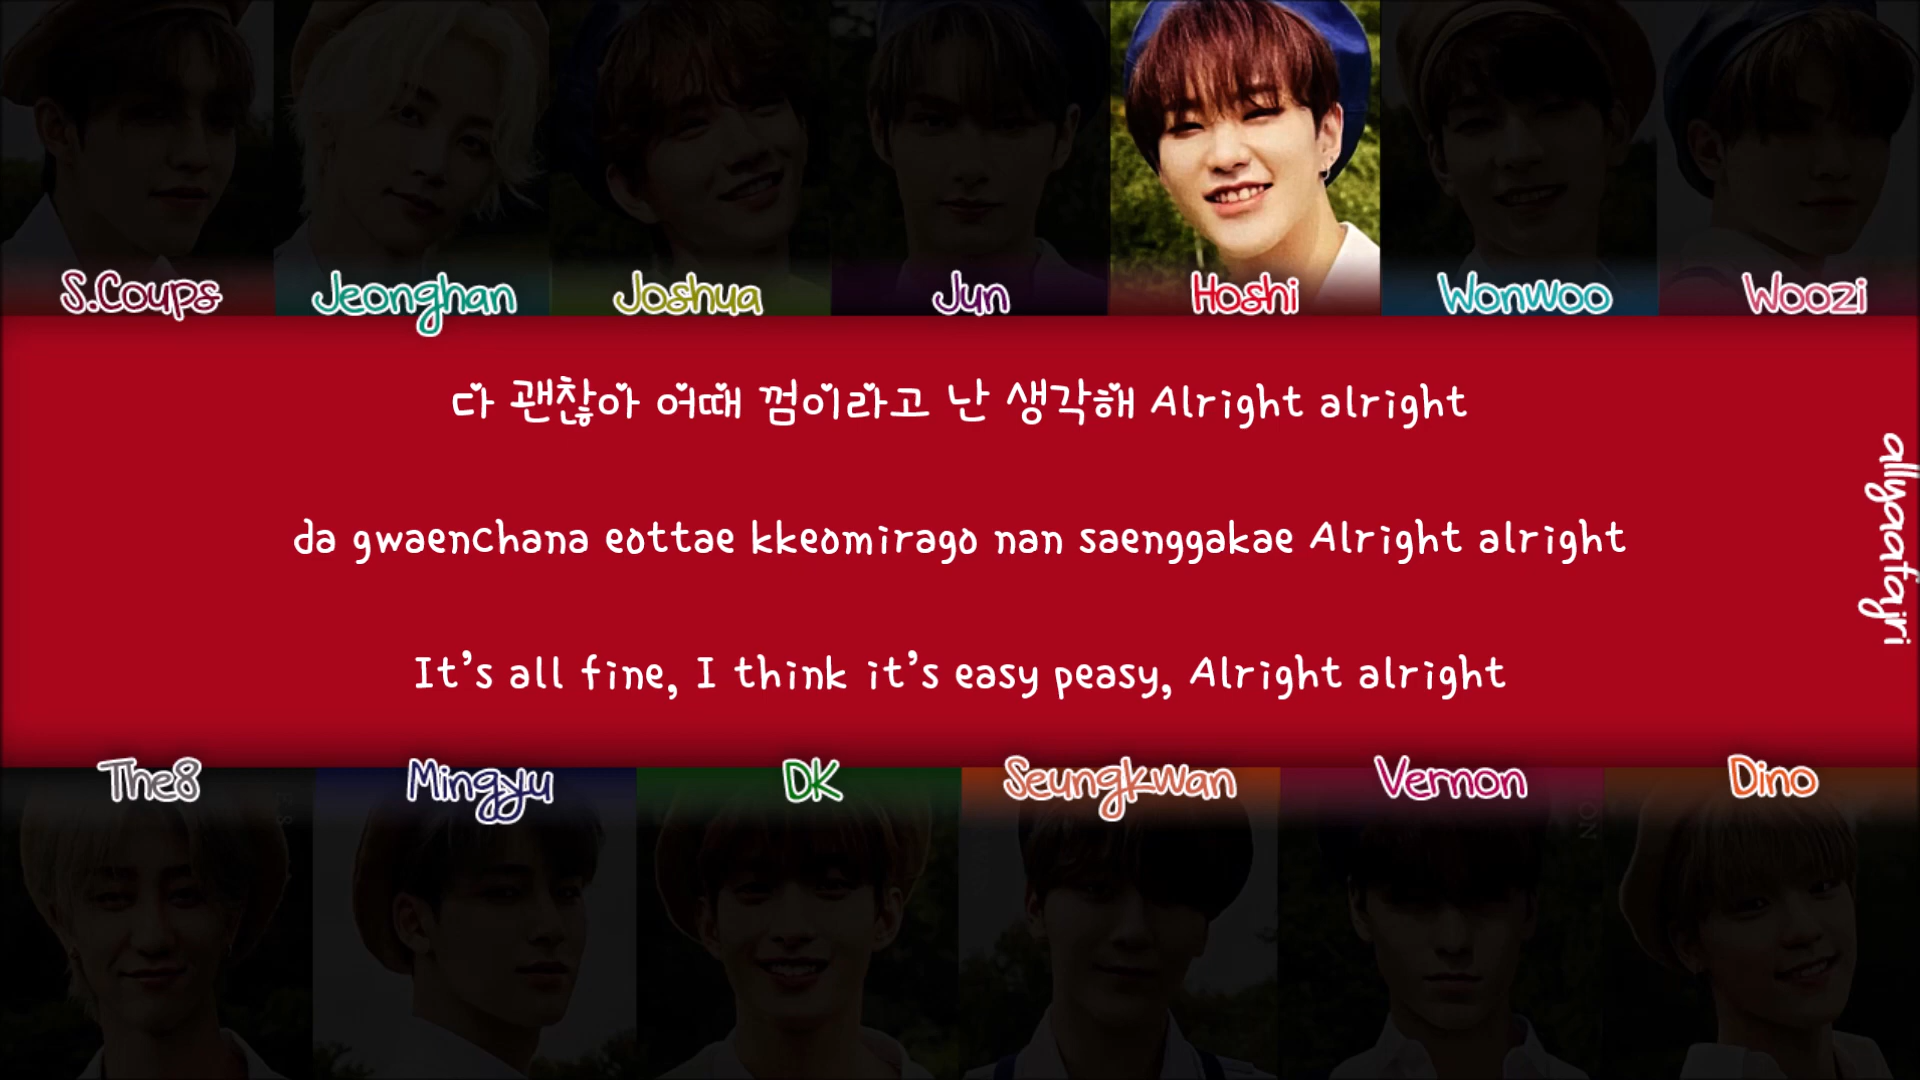 S.Coups
Jeonghan
Joshua
Jun
Hoshi
Wonwoo
Woozi
다 괜찮아 어때 껌이라고 난 생각해 Alright alright
da gwaenchana eottae kkeomirago nan saenggakae Alright alright
It's all fine, I think it's easy peasy, Alright alright
allyaafajri
The8
Mingyu
DK
Seungkwan
Vernon
Dino